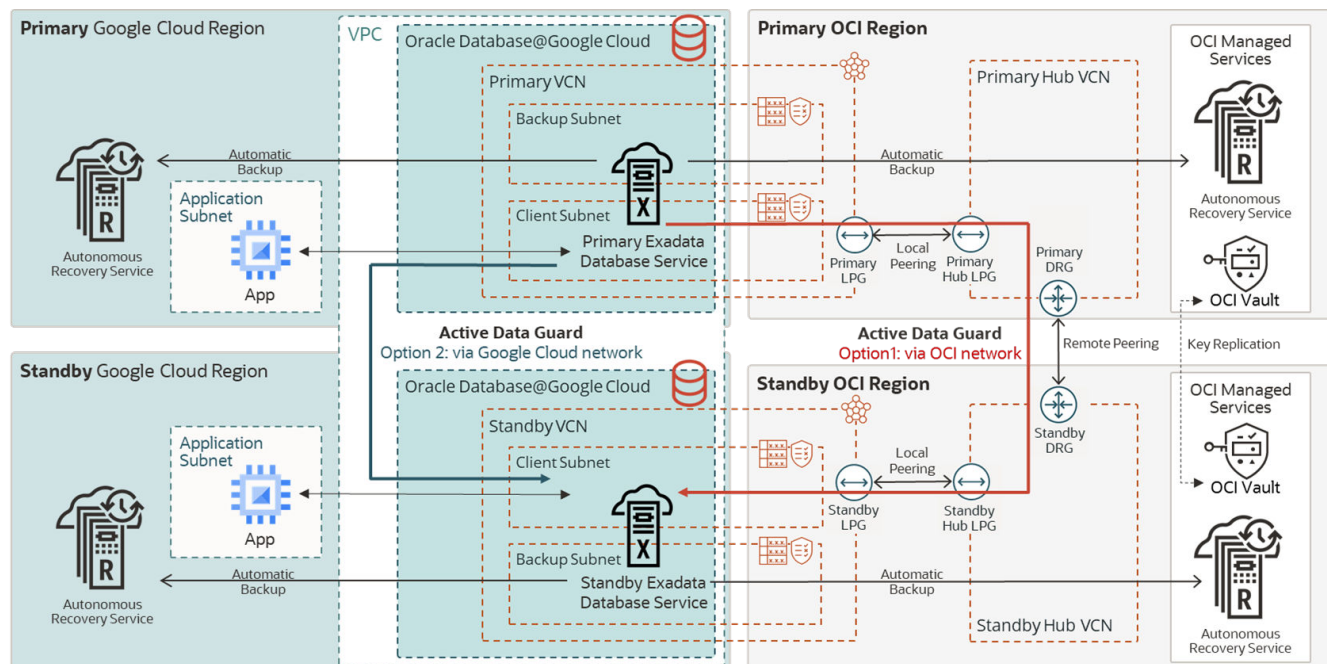 Primary Google Cloud Region
VPC
Oracle Database@Google Cloud
Primary OCI Region
OCI Managed
Services
Primary VCN
Primary Hub VCN
Backup Subnet
R
Automatic
Backup
X
Automatic
Backup
R
Autonomous
Recovery Service
Application
Subnet
App
Autonomous
Recovery Service
Client Subnet
Primary Exadata
Database Service
Primary
LPG
Local
Peering
Primary
Hub LPG
Primary
DRG
OCI Vault
Active Data Guard
Option 2: via Google Cloud network
Active Data Guard
Option1: via OCI network
Remote Peering
Key Replication
Standby Google Cloud Region
Oracle Database@Google Cloud
Standby OCI Region
OCI Managed
Services
Standby VCN
Application
Subnet
App
Client Subnet
Local
Peering
Standby
LPG
Standby
Hub LPG
Standby
DRG
OCI Vault
R
Autonomous
Recovery Service
Automatic
Backup
X
Backup Subnet
Standby Exadata
Database Service
Automatic
Backup
Standby Hub VCN
R
Autonomous
Recovery Service